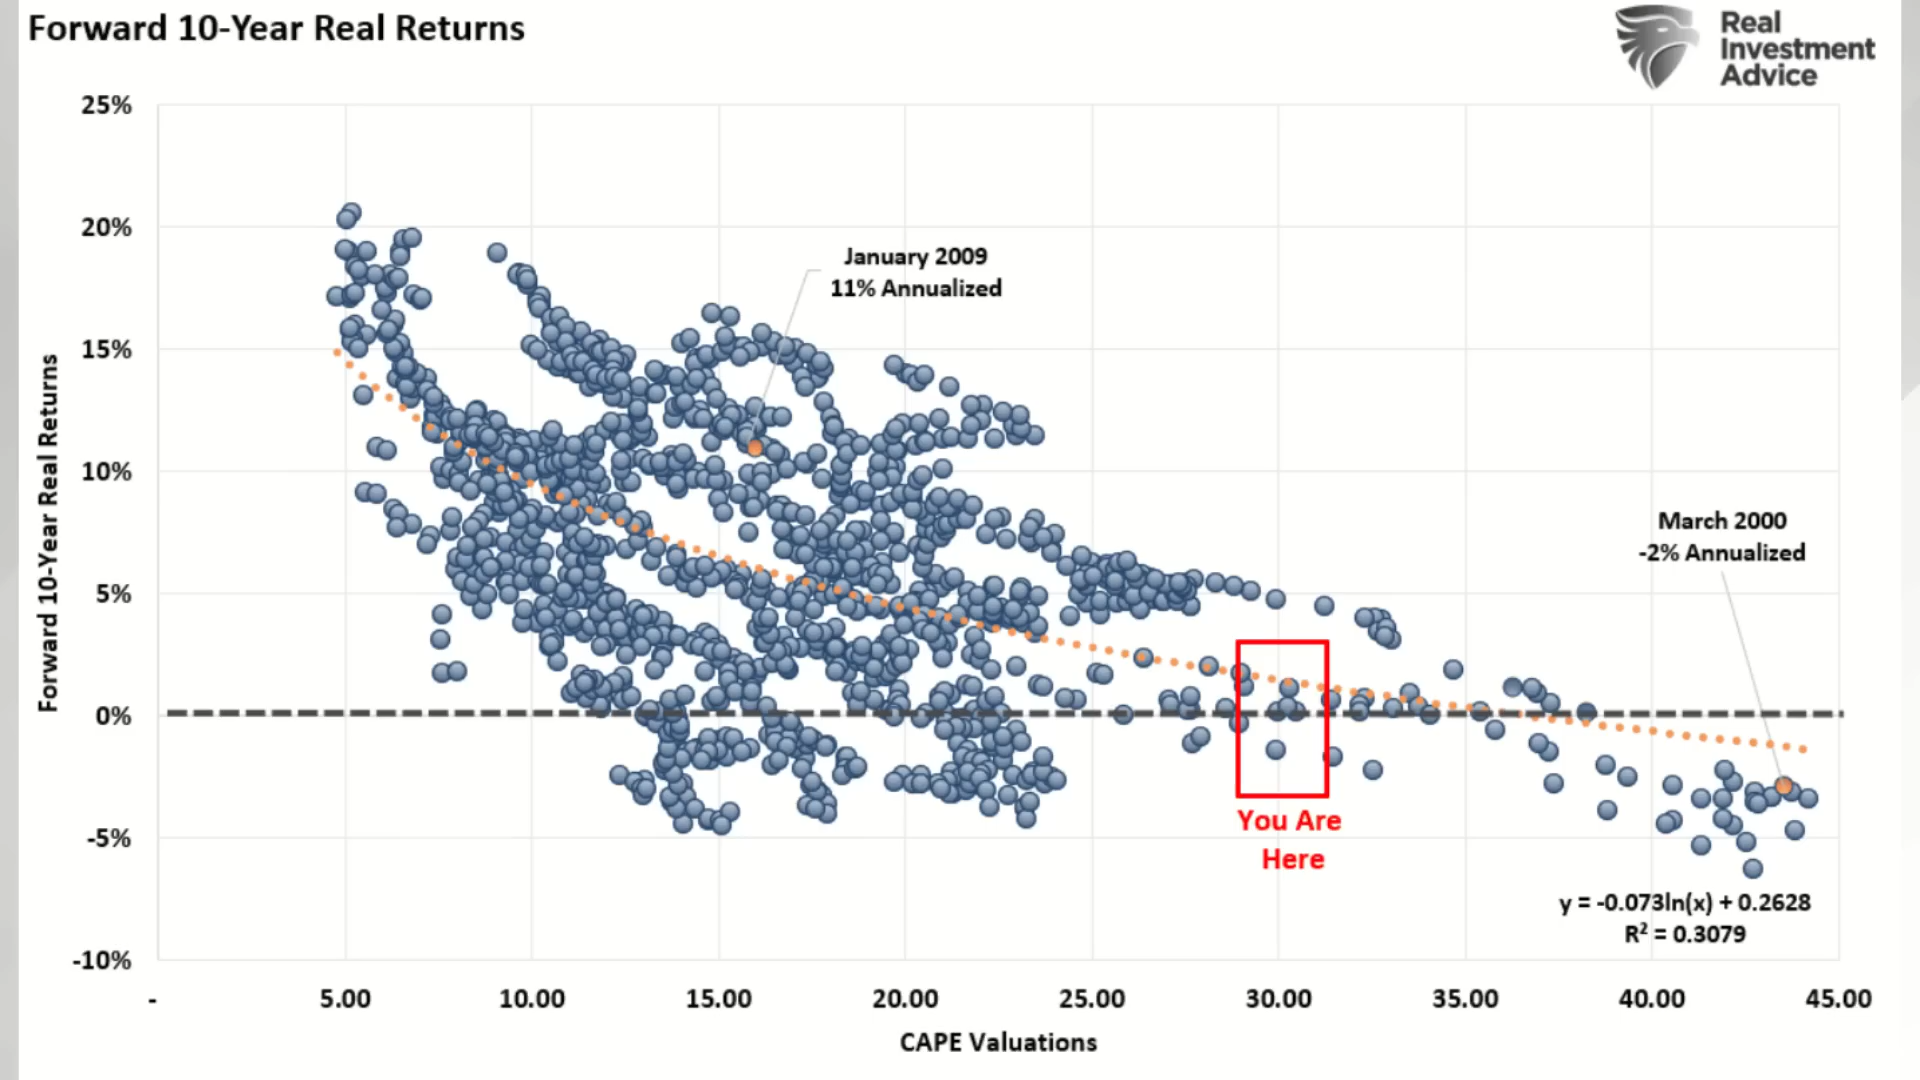 Forward 10-Year Real Returns
Real
Investment
Advice
25%
20%
15%
10%
5%
0%
-5%
-10%
Forward 10-Year Real Returns
January 2009
11% Annualized
March 2000
-2% Annualized
You Are
Here
y = -0.073ln(x) + 0.2628
R² = 0.3079
- 5.00 10.00 15.00 20.00 25.00 30.00 35.00 40.00 45.00
CAPE Valuations